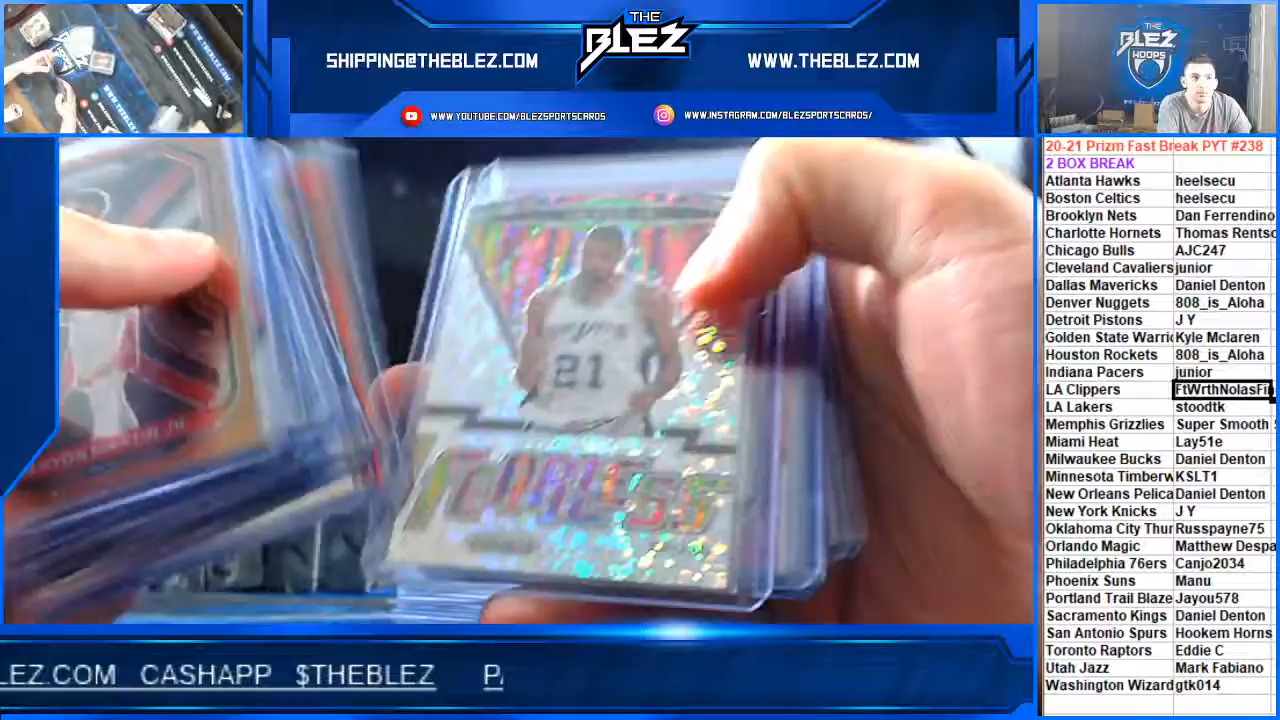 THE
BLEZ
SHIPPING@THEBLEZ.COM
WWW.THEBLEZ.COM
WWW.YOUTUBE.COM/BLEZSPORTSCARDS
WWW.INSTAGRAM.COM/BLEZSPORTSCARDS/
THE
BLEZ
HOOPS
20-21 Prizm Fast Break PYT #238
2 BOX BREAK
Atlanta Hawks heelsecu
Boston Celtics heelsecu
Brooklyn Nets Dan Ferrendino
Charlotte Hornets Thomas Rentsc
Chicago Bulls AJC247
Cleveland Cavaliers junior
Dallas Mavericks Daniel Denton
Denver Nuggets 808_is_Aloha
Detroit Pistons J Y
Golden State Warric Kyle Mclaren
Houston Rockets 808_is_Aloha
Indiana Pacers junior
LA Clippers FtWrthNolasFin
LA Lakers stoodtk
Memphis Grizzlies Super Smooth S
Miami Heat Lay51e
Milwaukee Bucks Daniel Denton
Minnesota Timberw KSLT1
New Orleans Pelica Daniel Denton
New York Knicks J Y
Oklahoma City Thun Russpayne75
Orlando Magic Matthew Despa
Philadelphia 76ers Canjo2034
Phoenix Suns Manu
Portland Trail Blaze Jayou578
Sacramento Kings Daniel Denton
San Antonio Spurs Hookem Horns
Toronto Raptors Eddie C
Utah Jazz Mark Fabiano
Washington Wizard gtk014
21
LEZ.COM CASHAPP $THEBLEZ PA